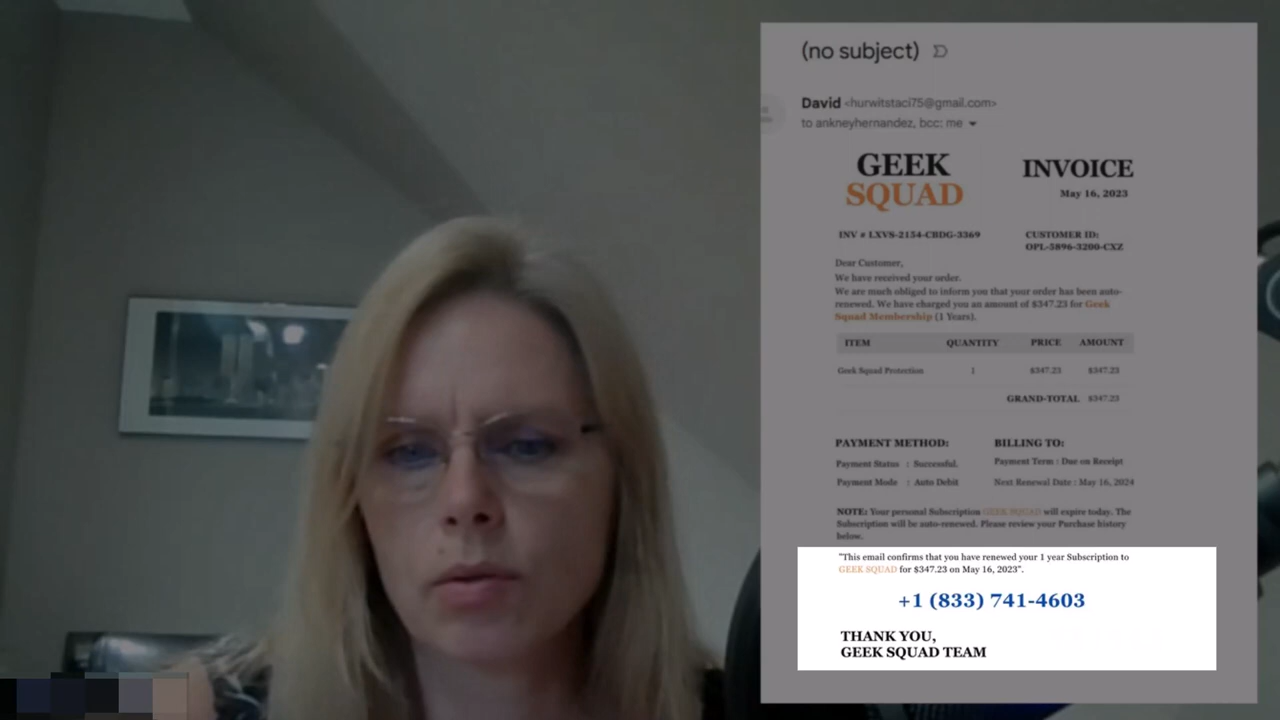 (no subject)
David <hurwitstaci75@gmail.com>
to ankneyhernandez, bcc: me
GEEK
SQUAD
INVOICE
May 16, 2023
INV # LXVS-2154-CBDG-3369
CUSTOMER ID:
OPL-5896-3200-CXZ
Dear Customer,
We have received your order.
We are much obliged to inform you that your order has been auto-
renewed. We have charged you an amount of $347.23 for Geek
Squad Membership (1 Years).
ITEM QUANTITY PRICE AMOUNT
Geek Squad Protection 1 $347.23 $347.23
GRAND-TOTAL $347.23
PAYMENT METHOD:
Payment Status : Successful.
Payment Mode : Auto Debit
BILLING TO:
Payment Term : Due on Receipt
Next Renewal Date : May 16, 2024
NOTE: Your personal Subscription GEEK SQUAD will expire today. The
Subscription will be auto-renewed. Please review your Purchase history
below.
"This email confirms that you have renewed your 1 year Subscription to
GEEK SQUAD for $347.23 on May 16, 2023".
+1 (833) 741-4603
THANK YOU,
GEEK SQUAD TEAM